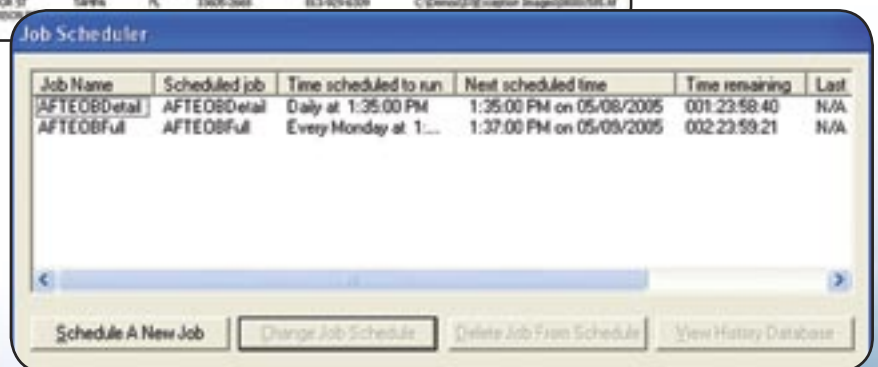 TAMPA FL
Job Scheduler
Job Name Scheduled job Time scheduled to run Next scheduled time Time remaining Last
AFTEOBDetail AFTEOBDetail Daily at 1:35:00 PM 1:35:00 PM on 05/08/2005 001:23:58:40 N/A
AFTEOBFull AFTEOBFull Every Monday at 1:... 1:37:00 PM on 05/09/2005 002:23:59:21 N/A
Schedule A New Job Change Job Schedule Delete Job From Schedule View History Database